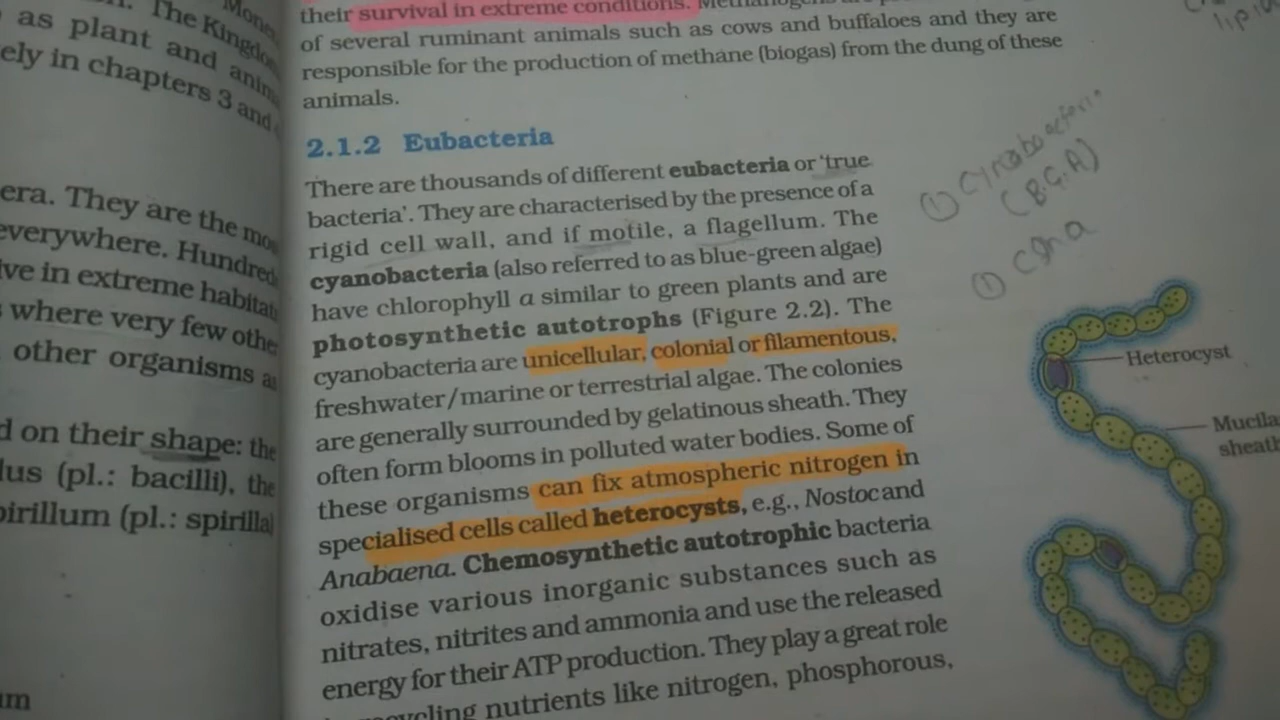 as plant and
The Kingdo
ely in chapters 3 and
era. They are the mo
everywhere. Hundred
ve in extreme habitat
where very few othe
other organisms as
d on their shape: the
lus (pl.: bacilli), the
pirillum (pl.: spirilla)
um
their survival in extreme conditions.
of several ruminant animals such as cows and buffaloes and they are
responsible for the production of methane (biogas) from the dung of these
animals.
2.1.2 Eubacteria
There are thousands of different eubacteria or 'true
bacteria'. They are characterised by the presence of a
rigid cell wall, and if motile, a flagellum. The
cyanobacteria (also referred to as blue-green algae)
have chlorophyll a similar to green plants and are
photosynthetic autotrophs (Figure 2.2). The
cyanobacteria are unicellular, colonial or filamentous,
freshwater/marine or terrestrial algae. The colonies
are generally surrounded by gelatinous sheath. They
often form blooms in polluted water bodies. Some of
these organisms can fix atmospheric nitrogen in
specialised cells called heterocysts, e.g., Nostoc and
Anabaena. Chemosynthetic autotrophic bacteria
oxidise various inorganic substances such as
nitrates, nitrites and ammonia and use the released
energy for their ATP production. They play a great role
nutrients like nitrogen, phosphorous,
(B.G.A)
Heterocyst
Mucila
sheath